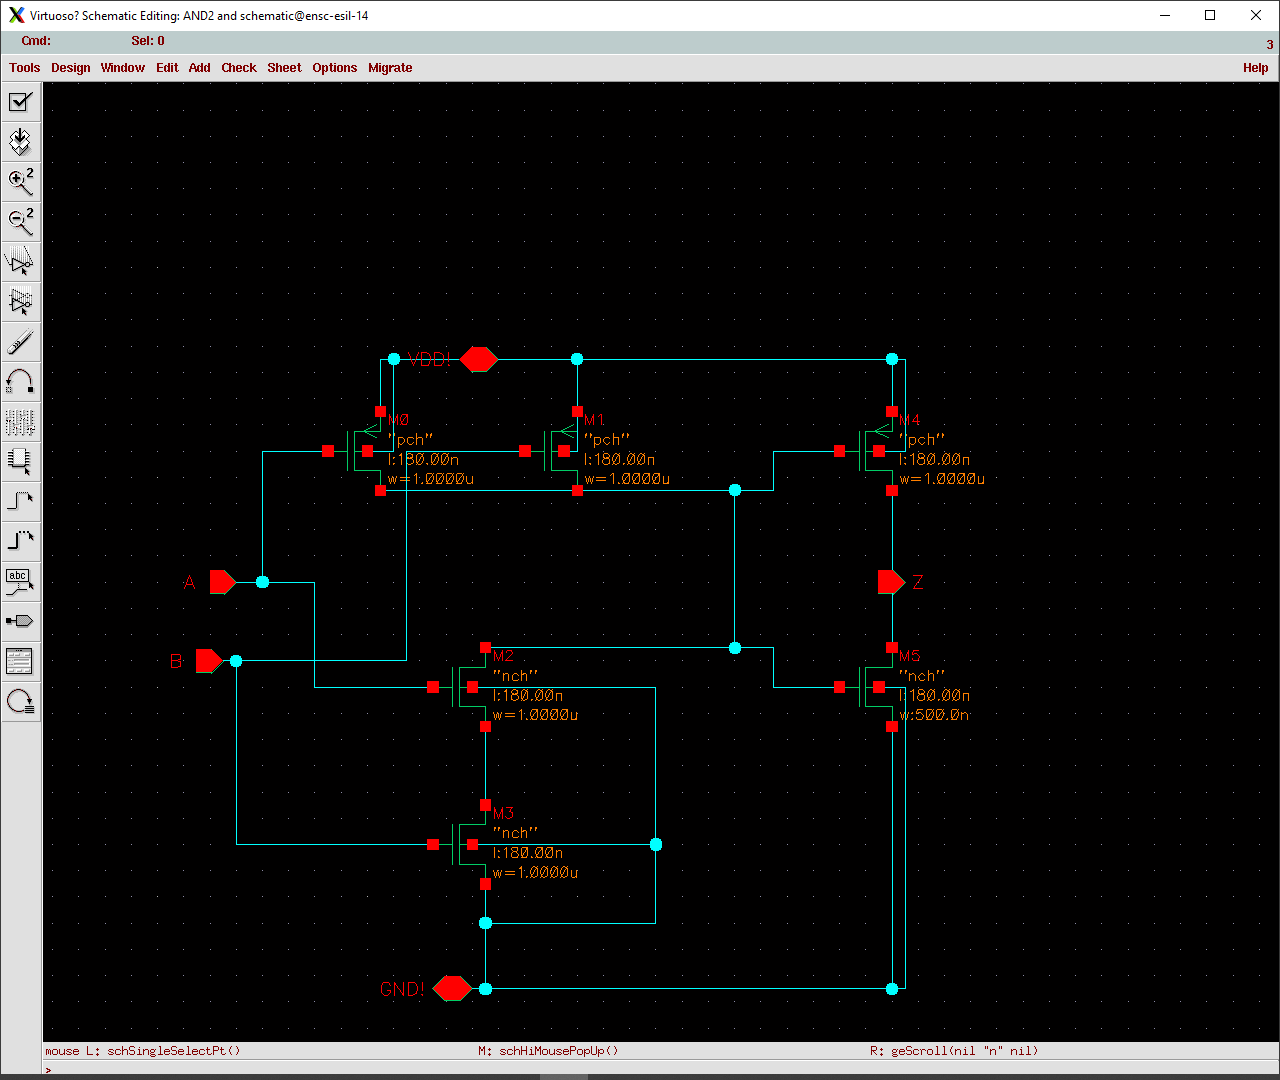 Virtuoso? Schematic Editing: AND2 and schematic@ensc-esil-14
Cmd: Sel: 0
3
Tools Design Window Edit Add Check Sheet Options Migrate Help
2
2
abc
VDD!
M0
"pch"
l:180.00n
w=1.0000u
M1
"pch"
l:180.00n
w=1.0000u
M4
"pch"
l:180.00n
w=1.0000u
A
Z
B
M2
"nch"
l:180.00n
w=1.0000u
M5
"nch"
l:180.00n
w:500.0n
M3
"nch"
l:180.00n
w=1.0000u
GND!
mouse L: schSingleSelectPt() M: schHiMousePopUp() R: geScroll(nil "n" nil)
>